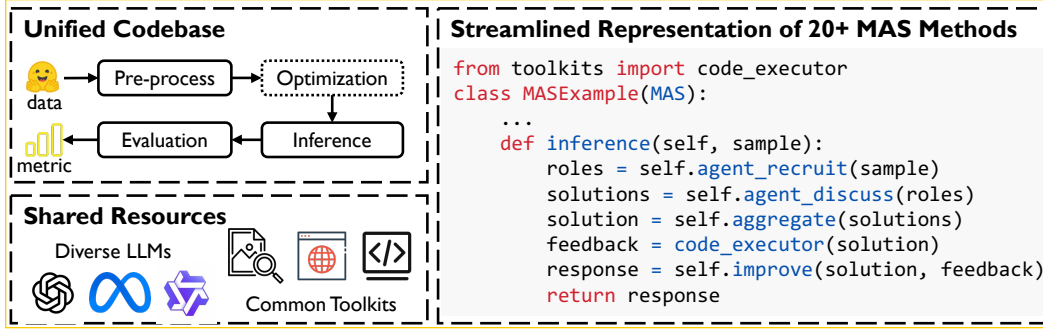 Unified Codebase
data
Pre-process
Optimization
metric
Evaluation
Inference
Shared Resources
Diverse LLMs
</>
Common Toolkits
Streamlined Representation of 20+ MAS Methods
from toolkits import code_executor
class MASExample(MAS):
    ...
    def inference(self, sample):
        roles = self.agent_recruit(sample)
        solutions = self.agent_discuss(roles)
        solution = self.aggregate(solutions)
        feedback = code_executor(solution)
        response = self.improve(solution, feedback)
        return response